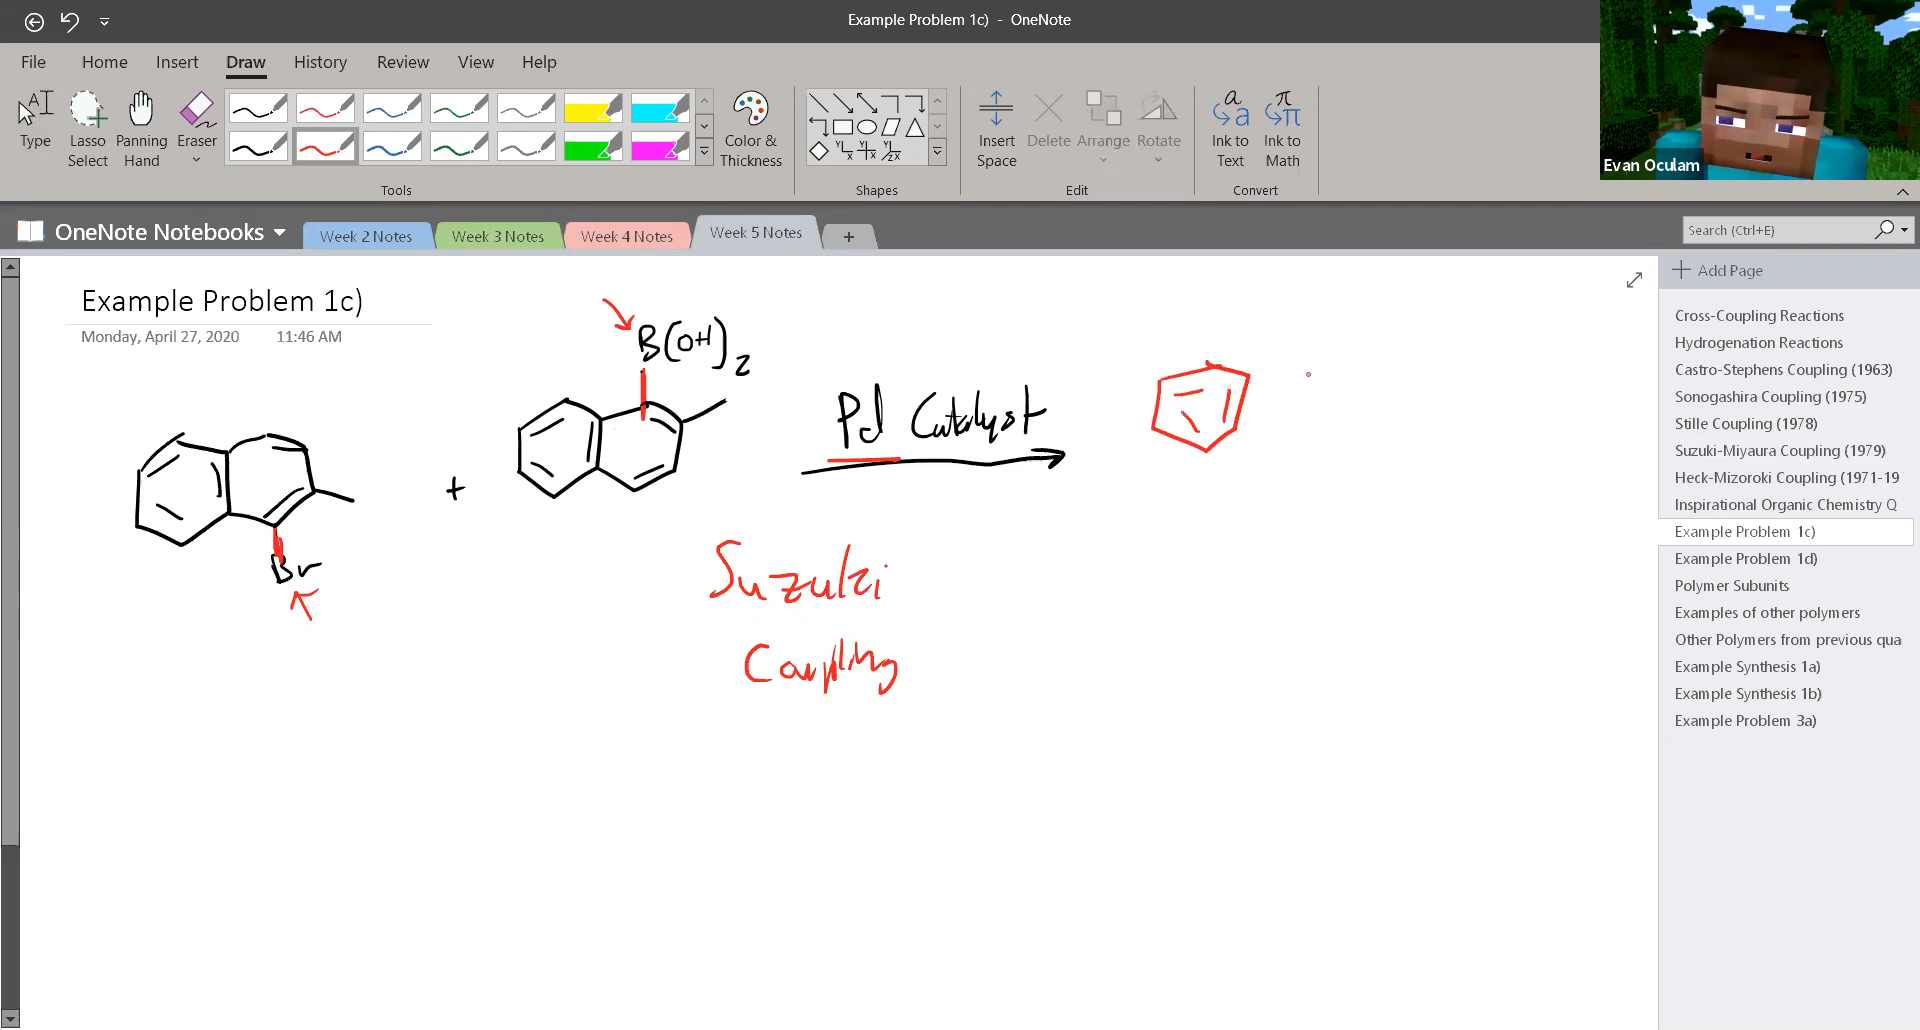 Example Problem 1c) - OneNote
File Home Insert Draw History Review View Help
Type
Lasso Select
Panning Hand
Eraser
Color & Thickness
Insert Space
Delete
Arrange
Rotate
Ink to Text
Ink to Math
Tools
Shapes
Edit
Convert
Evan Oculam
OneNote Notebooks
Week 2 Notes
Week 3 Notes
Week 4 Notes
Week 5 Notes
Search (Ctrl+E)
Example Problem 1c)
Monday, April 27, 2020 11:46 AM
B(OH)2
Pd Catalyst
+
Br
Suzuki
Coupling
Add Page
Cross-Coupling Reactions
Hydrogenation Reactions
Castro-Stephens Coupling (1963)
Sonogashira Coupling (1975)
Stille Coupling (1978)
Suzuki-Miyaura Coupling (1979)
Heck-Mizoroki Coupling (1971-19
Inspirational Organic Chemistry Q
Example Problem 1c)
Example Problem 1d)
Polymer Subunits
Examples of other polymers
Other Polymers from previous qua
Example Synthesis 1a)
Example Synthesis 1b)
Example Problem 3a)